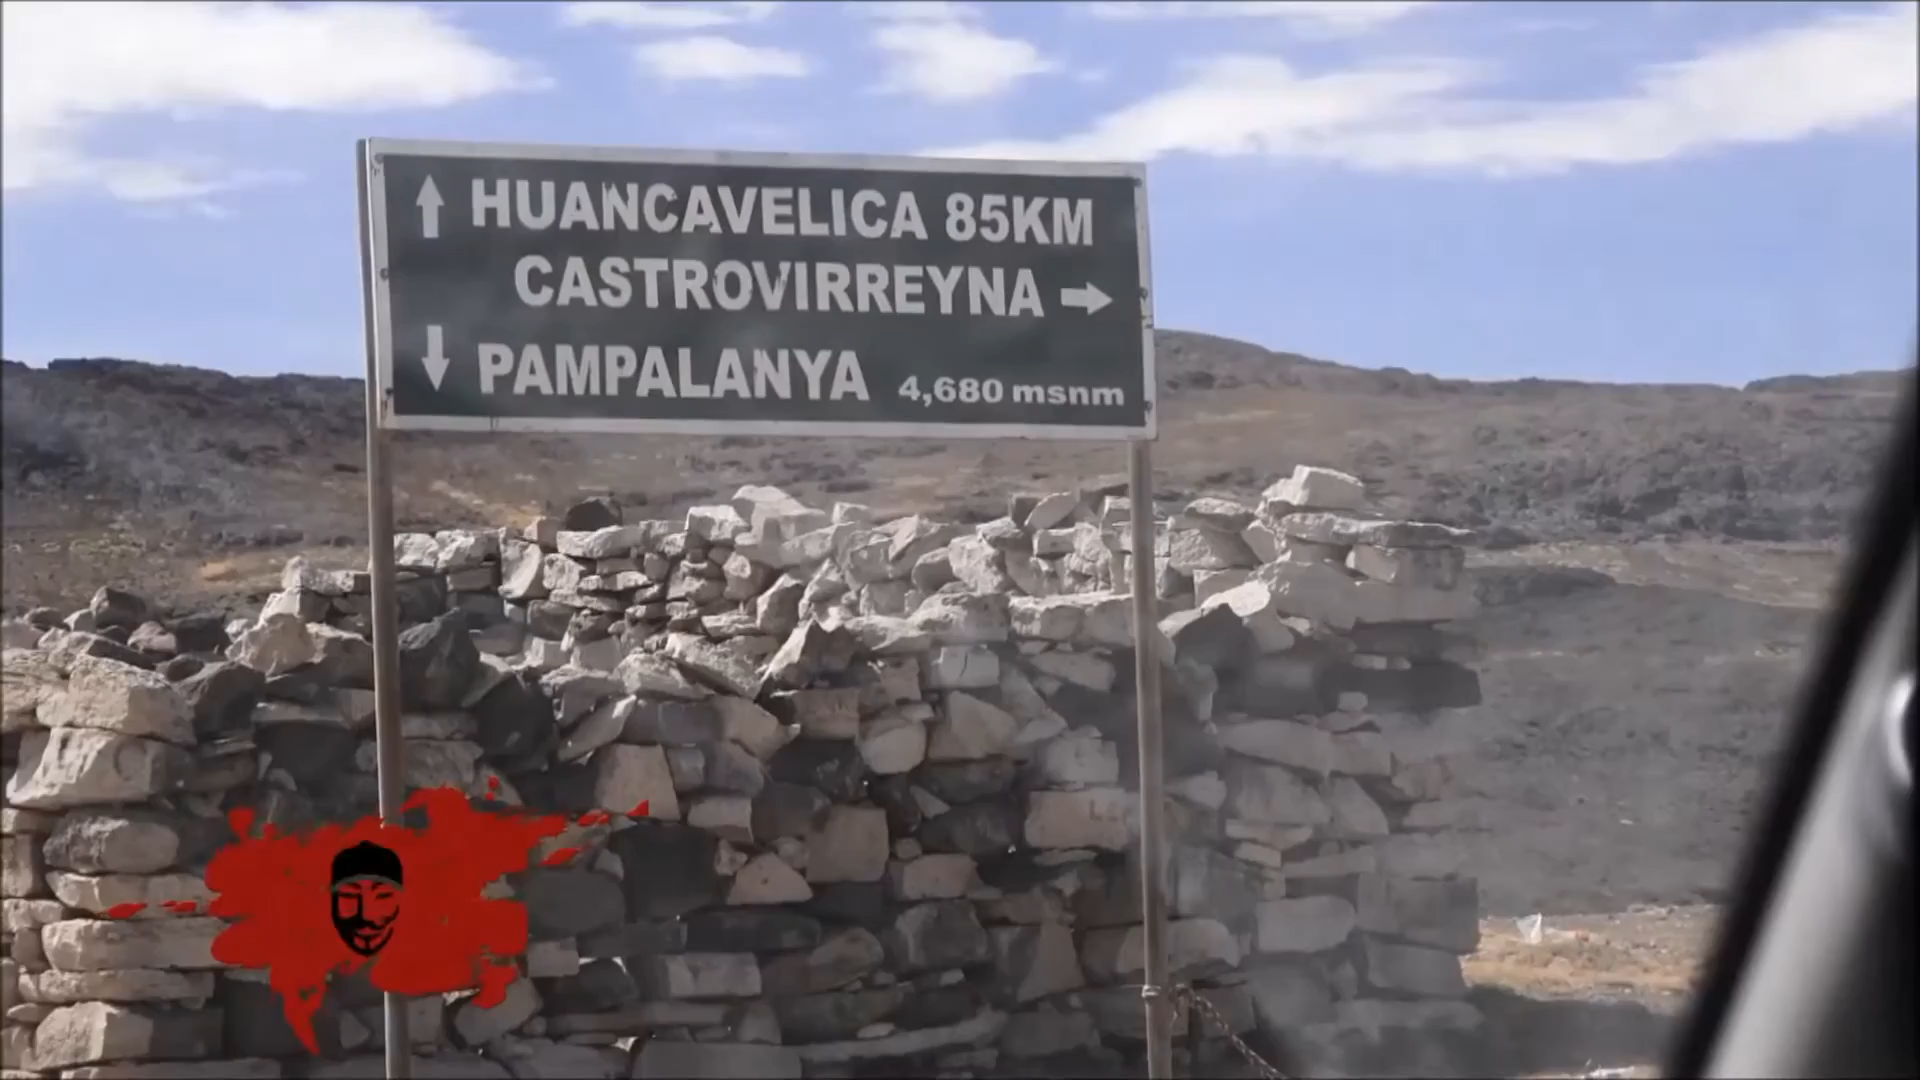 ↑ HUANCAVELICA 85KM
CASTROVIRREYNA →
↓ PAMPALANYA 4,680 msnm